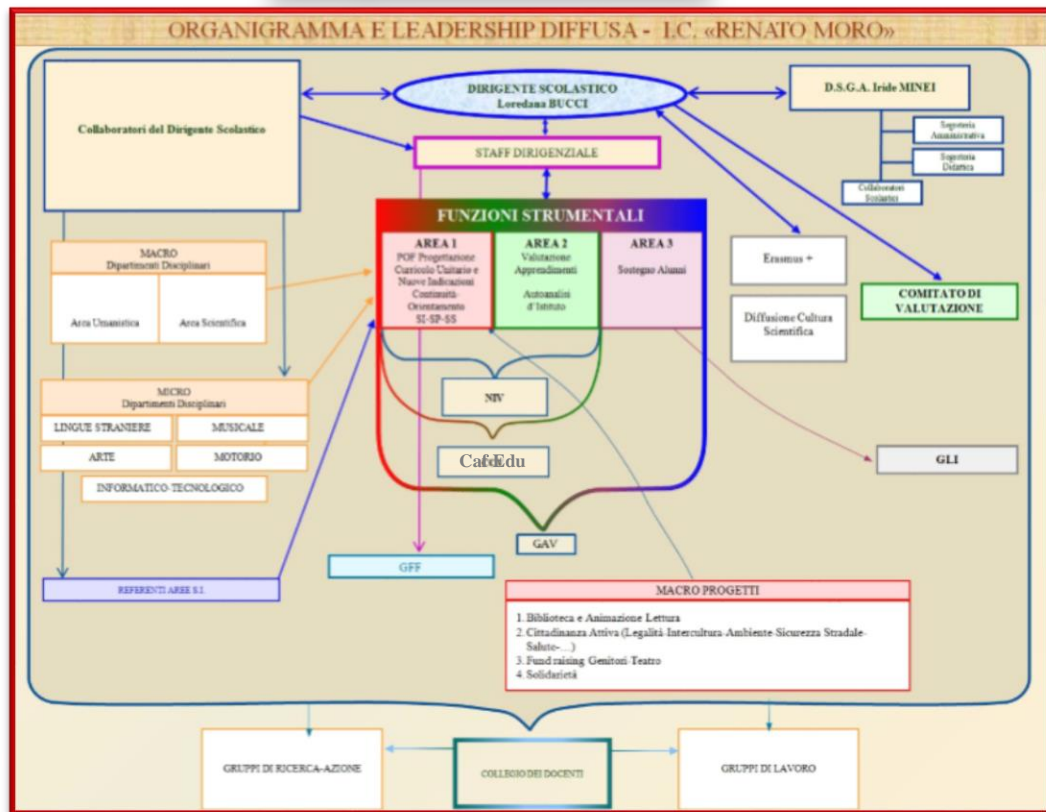 ORGANIGRAMMA E LEADERSHIP DIFFUSA - I.C. «RENATO MORO»
DIRIGENTE SCOLASTICO
Loredana BUCCI
D.S.G.A. Iride MINEI
Collaboratori del Dirigente Scolastico
Segreteria
Amministrativa
STAFF DIRIGENZIALE
Segreteria
Didattica
Collaboratori
Scolastici
FUNZIONI STRUMENTALI
AREA 1
POF Progettazione
Curricolo Unitario e
Nuove Indicazioni
Continuità-
Orientamento
SI-SP-SS
AREA 2
Valutazione
Apprendimenti
Autoanalisi
d'Istituto
AREA 3
Sostegno Alunni
MACRO
Dipartimenti Disciplinari
Area Umanistica
Area Scientifica
Erasmus +
Diffusione Cultura
Scientifica
COMITATO DI
VALUTAZIONE
MICRO
Dipartimenti Disciplinari
LINGUE STRANIERE
MUSICALE
ARTE
MOTORIO
INFORMATICO-TECNOLOGICO
NIV
GLI
GAV
GFF
REFERENTI AREE S.I.
MACRO PROGETTI
1. Biblioteca e Animazione Lettura
2. Cittadinanza Attiva (Legalità-Intercultura-Ambiente-Sicurezza Stradale-
Salute-…)
3. Fund raising Genitori-Teatro
4. Solidarietà
GRUPPI DI RICERCA-AZIONE
COLLEGIO DEI DOCENTI
GRUPPI DI LAVORO